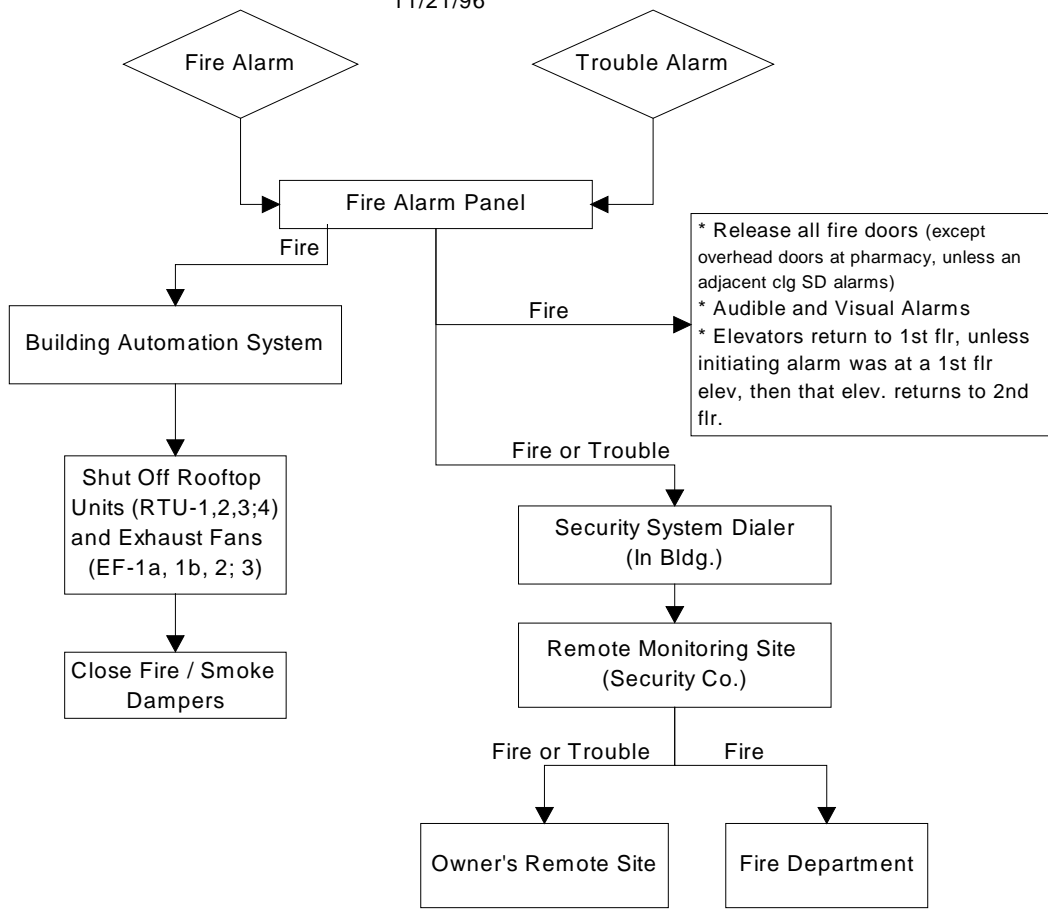 11/21/96
Fire Alarm
Trouble Alarm
Fire Alarm Panel
Fire
* Release all fire doors (except
overhead doors at pharmacy, unless an
adjacent clg SD alarms)
* Audible and Visual Alarms
* Elevators return to 1st flr, unless
initiating alarm was at a 1st flr
elev, then that elev. returns to 2nd
flr.
Fire
Building Automation System
Fire or Trouble
Shut Off Rooftop
Units (RTU-1,2,3;4)
and Exhaust Fans
(EF-1a, 1b, 2; 3)
Security System Dialer
(In Bldg.)
Close Fire / Smoke
Dampers
Remote Monitoring Site
(Security Co.)
Fire or Trouble
Fire
Owner's Remote Site
Fire Department